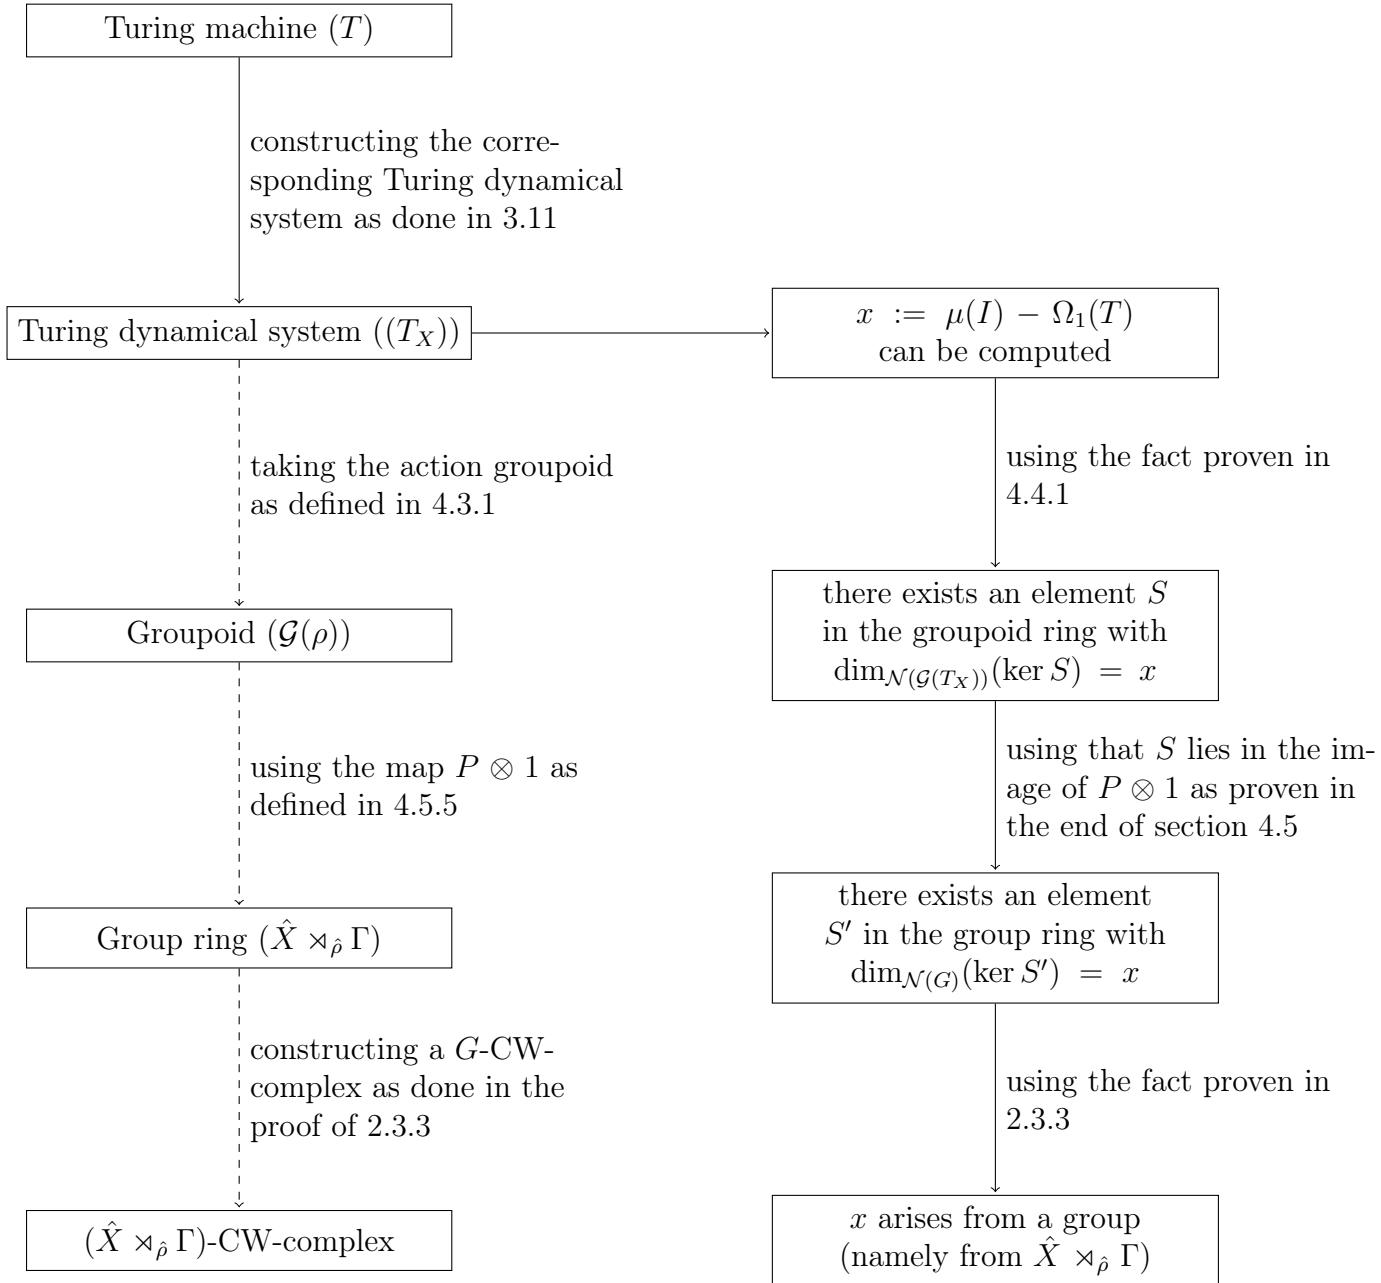 Turing machine (T)
constructing the corre-
sponding Turing dynamical
system as done in 3.11
Turing dynamical system ((T_X))
x := μ(I) − Ω_1(T)
can be computed
taking the action groupoid
as defined in 4.3.1
using the fact proven in
4.4.1
Groupoid (𝒢(ρ))
there exists an element S
in the groupoid ring with
dim_{𝒩(𝒢(T_X))}(ker S) = x
using the map P ⊗ 1 as
defined in 4.5.5
using that S lies in the im-
age of P ⊗ 1 as proven in
the end of section 4.5
Group ring (X̂ ⋊_ρ̂ Γ)
there exists an element
S′ in the group ring with
dim_{𝒩(G)}(ker S′) = x
constructing a G-CW-
complex as done in the
proof of 2.3.3
using the fact proven in
2.3.3
(X̂ ⋊_ρ̂ Γ)-CW-complex
x arises from a group
(namely from X̂ ⋊_ρ̂ Γ)